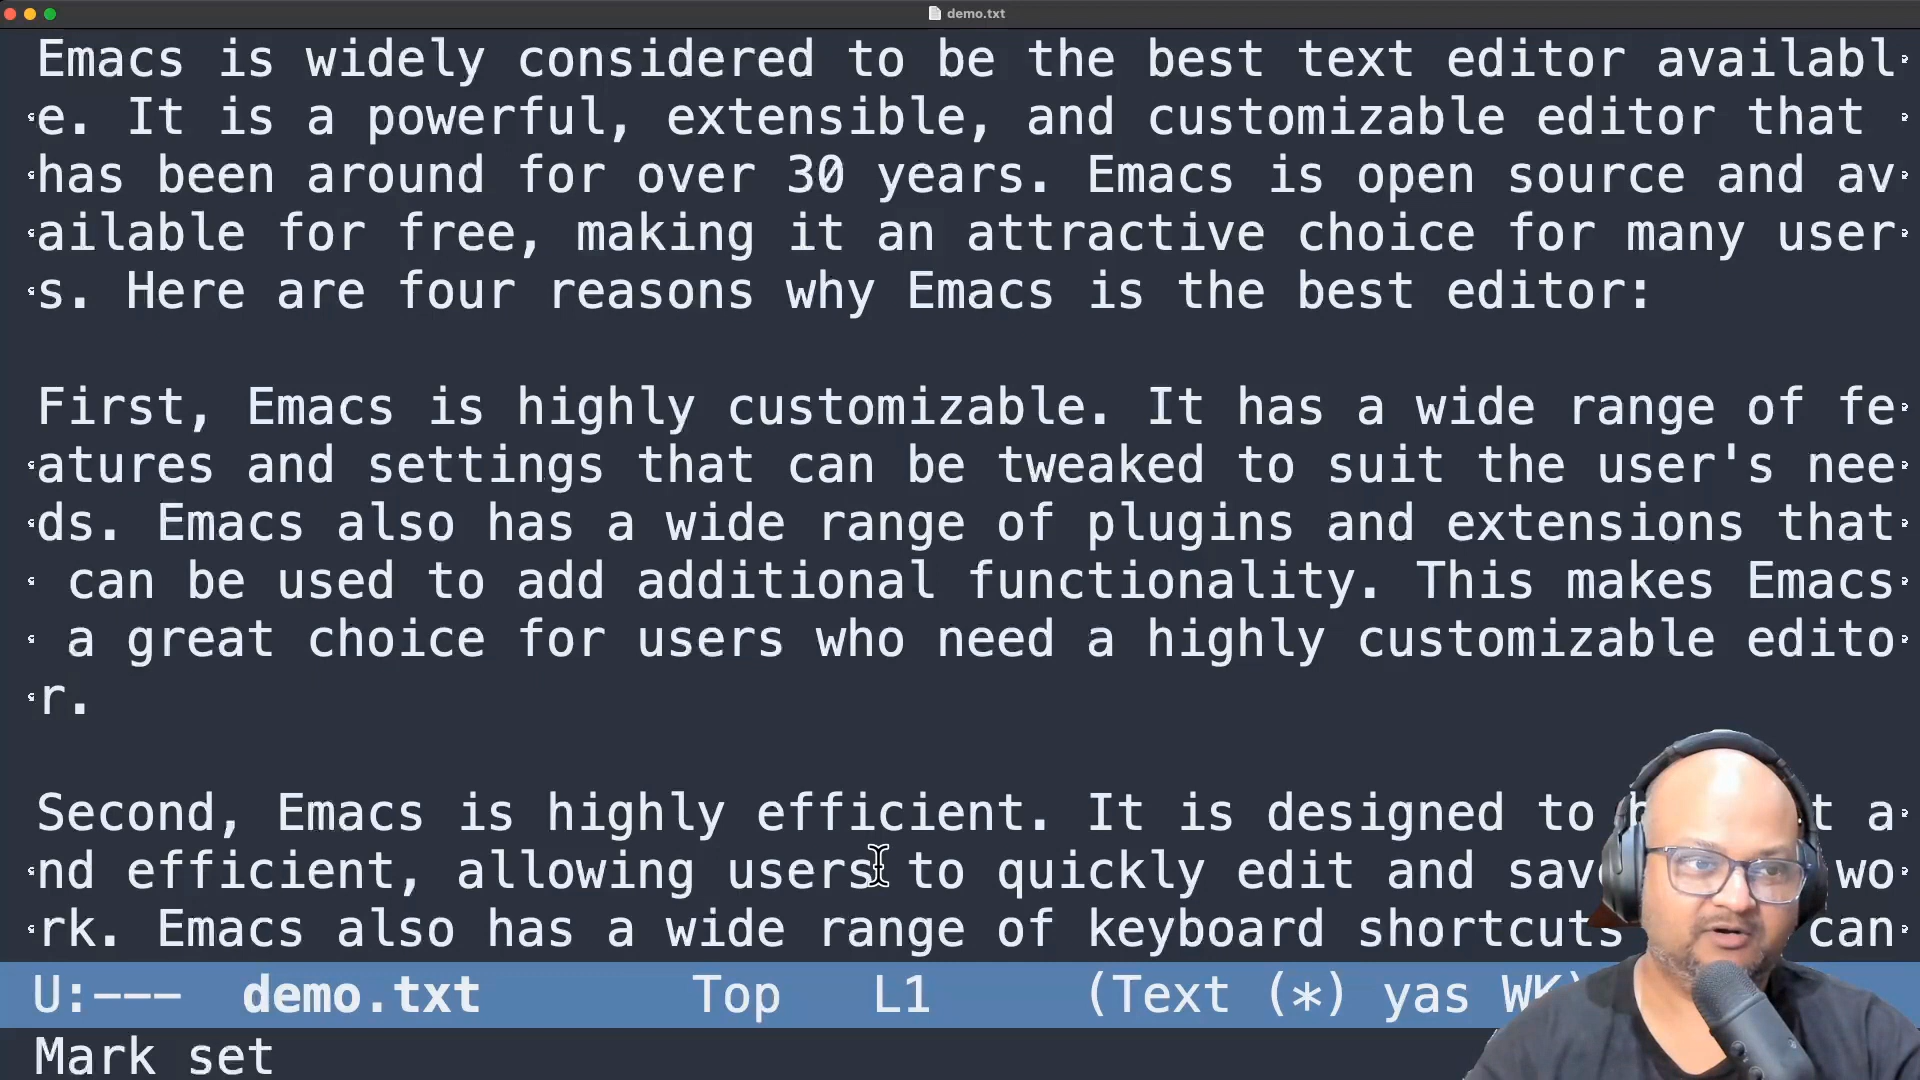 demo.txt
Emacs is widely considered to be the best text editor availabl
e. It is a powerful, extensible, and customizable editor that
has been around for over 30 years. Emacs is open source and av
ailable for free, making it an attractive choice for many user
s. Here are four reasons why Emacs is the best editor:
First, Emacs is highly customizable. It has a wide range of fe
atures and settings that can be tweaked to suit the user's nee
ds. Emacs also has a wide range of plugins and extensions that
can be used to add additional functionality. This makes Emacs
a great choice for users who need a highly customizable edito
r.
Second, Emacs is highly efficient. It is designed to a
nd efficient, allowing users to quickly edit and save wo
rk. Emacs also has a wide range of keyboard shortcuts can
U:--- demo.txt Top L1 (Text (*) yas WK)
Mark set